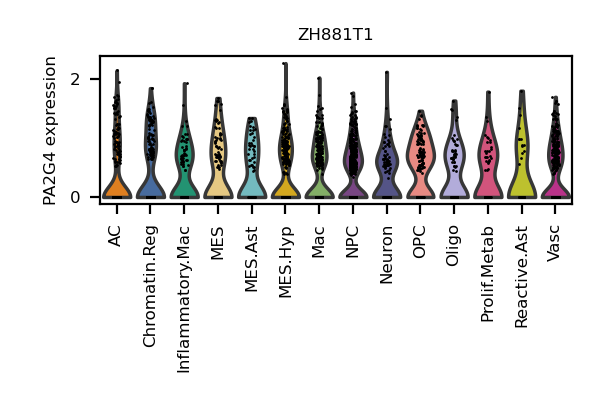 ZH881T1
PA2G4 expression
2
0
AC
Chromatin.Reg
Inflammatory.Mac
MES
MES.Ast
MES.Hyp
Mac
NPC
Neuron
OPC
Oligo
Prolif.Metab
Reactive.Ast
Vasc